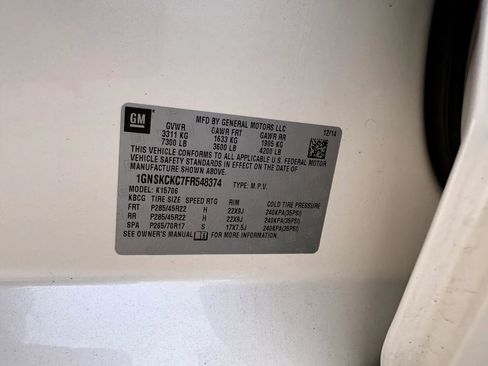 GM
MFD BY GENERAL MOTORS LLC 12/14
GVWR GAWR FRT GAWR RR
3311 KG 1633 KG 1905 KG
7300 LB 3600 LB 4200 LB
THIS VEHICLE CONFORMS TO ALL APPLICABLE U.S. FEDERAL MOTOR
VEHICLE SAFETY STANDARDS IN EFFECT ON THE DATE OF
MANUFACTURE SHOWN ABOVE.
1GNSKCKC7FR548374 TYPE: M.P.V.
MODEL: K15706
KBCG TIRE SIZE SPEED RTG RIM COLD TIRE PRESSURE
FRT P285/45R22 H 22X9J 240KPA(35PSI)
RR P285/45R22 H 22X9J 240KPA(35PSI)
SPA P265/70R17 S 17X7.5J 240KPA(35PSI)
SEE OWNER'S MANUAL FOR MORE INFORMATION.